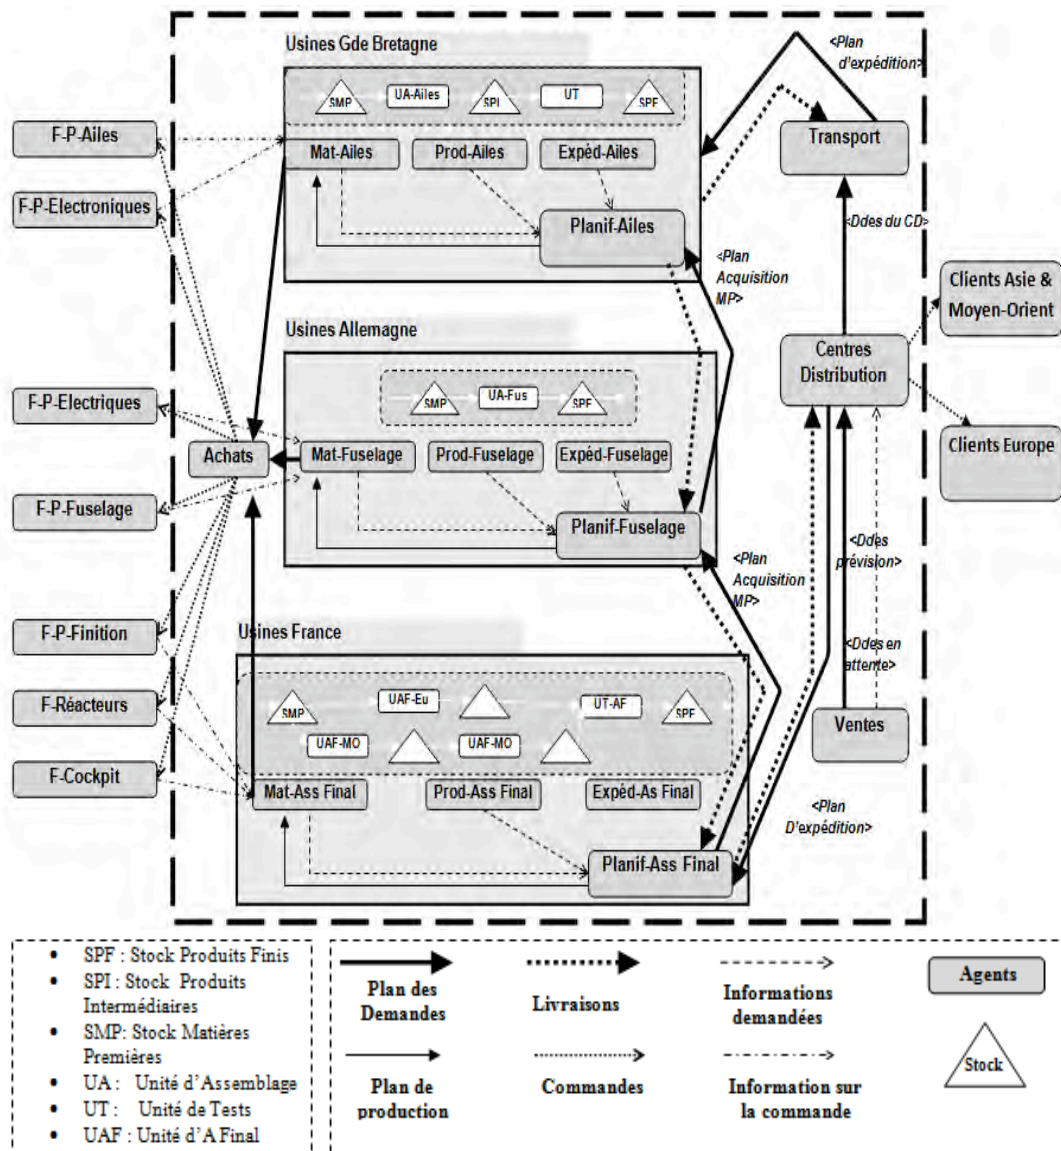 Usines Gde Bretagne
<Plan
d'expédition>
SMP
UA-Ailes
SPI
UT
SPF
F-P-Ailes
Mat-Ailes
Prod-Ailes
Expéd-Ailes
Transport
F-P-Electroniques
Planif-Ailes
<Ddes du CD>
<Plan
Acquisition
MP>
Clients Asie &
Moyen-Orient
Usines Allemagne
Centres
Distribution
SMP
UA-Fus
SPF
F-P-Electriques
Clients Europe
Achats
Mat-Fuselage
Prod-Fuselage
Expéd-Fuselage
F-P-Fuselage
Planif-Fuselage
<Ddes
prévision>
<Plan
Acquisition
MP>
F-P-Finition
Usines France
<Ddes en
attente>
F-Réacteurs
SMP
UAF-Eu
UT-AF
SPF
Ventes
UAF-MO
UAF-MO
F-Cockpit
Mat-Ass Final
Prod-Ass Final
Expéd-As Final
<Plan
D'expédition>
Planif-Ass Final
• SPF : Stock Produits Finis
• SPI : Stock Produits
Intermédiaires
• SMP: Stock Matières
Premières
• UA : Unité d'Assemblage
• UT : Unité de Tests
• UAF : Unité d'A Final
Plan des
Demandes
Livraisons
Informations
demandées
Agents
Plan de
production
Commandes
Information sur
la commande
Stock